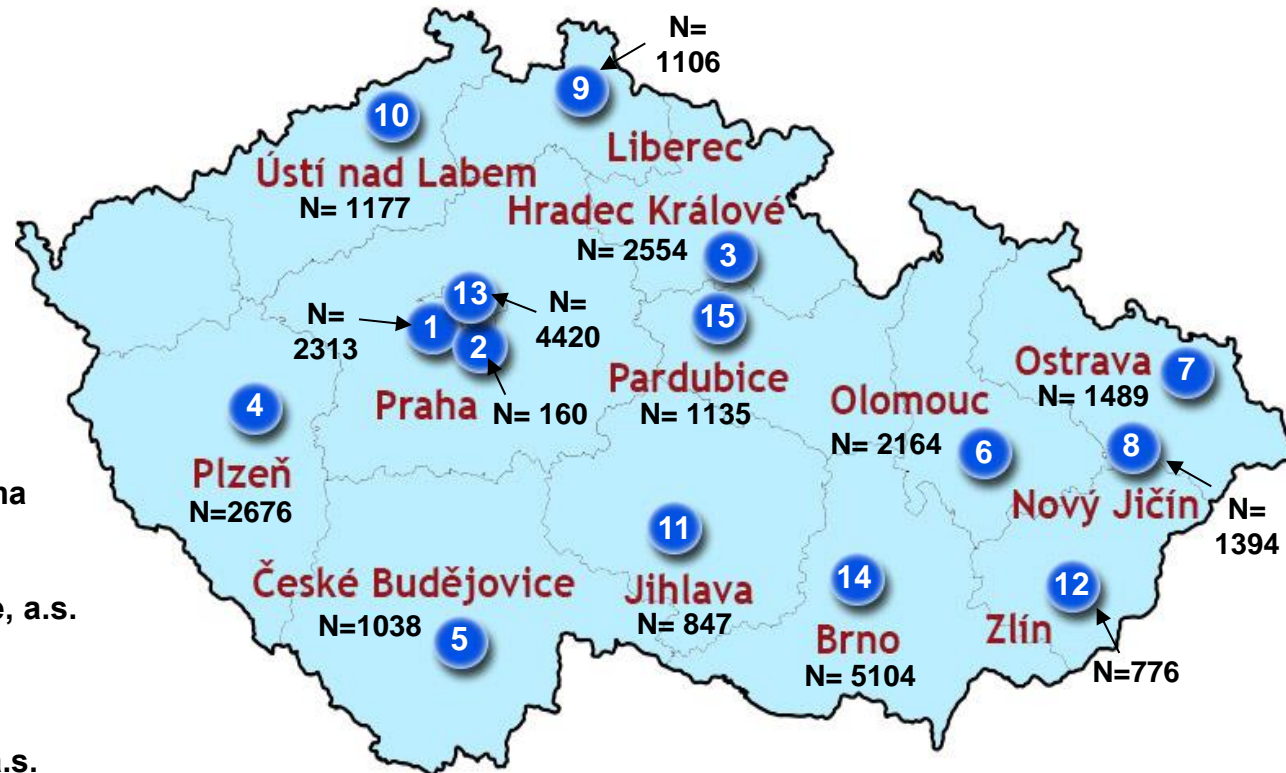 N=
1106
9
10
Liberec
Ústí nad Labem
N= 1177
Hradec Králové
N= 2554
3
13
N=
4420
N=
2313
1
2
15
Praha
N= 160
Pardubice
N= 1135
4
Plzeň
N=2676
Ostrava
N= 1489
7
Olomouc
N= 2164
6
8
Nový Jičín
N=
1394
11
Jihlava
N= 847
České Budějovice
N=1038
5
14
Brno
N= 5104
12
Zlín
N=776
na
e, a.s.
a.s.